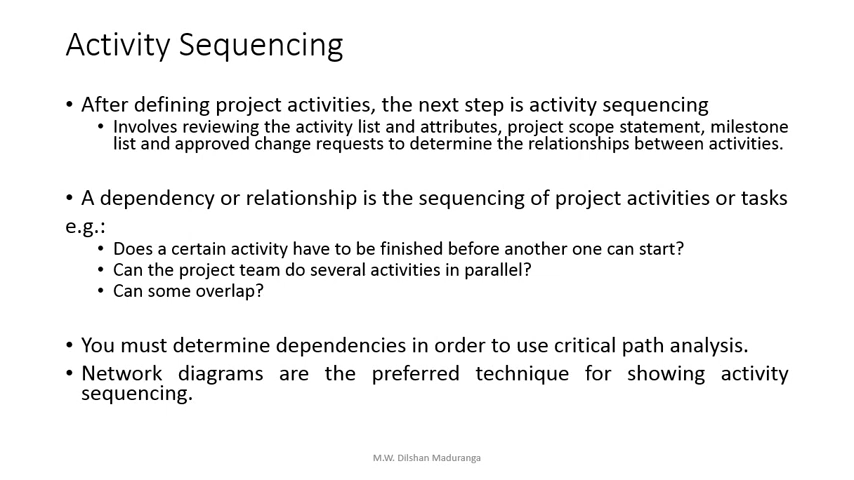 Activity Sequencing
• After defining project activities, the next step is activity sequencing
• Involves reviewing the activity list and attributes, project scope statement, milestone
list and approved change requests to determine the relationships between activities.
• A dependency or relationship is the sequencing of project activities or tasks
e.g.:
• Does a certain activity have to be finished before another one can start?
• Can the project team do several activities in parallel?
• Can some overlap?
• You must determine dependencies in order to use critical path analysis.
• Network diagrams are the preferred technique for showing activity
sequencing.
M.W. Dilshan Maduranga